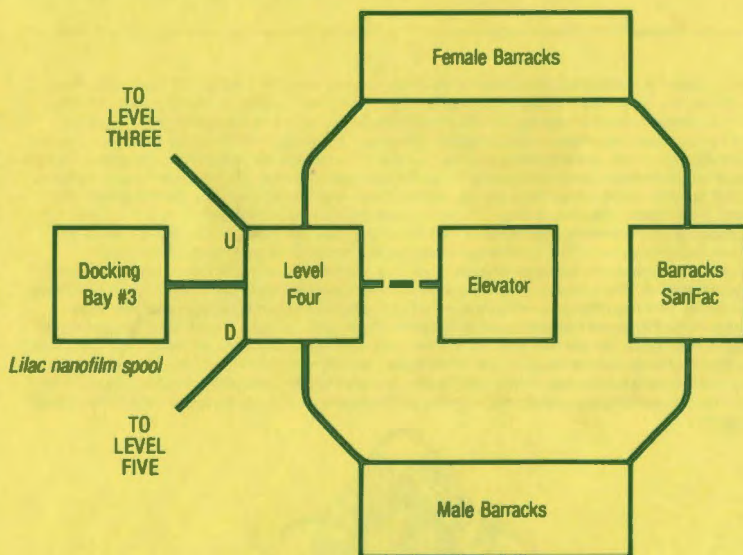 Female Barracks
TO
LEVEL
THREE
U
Docking
Bay #3
Level
Four
Elevator
Barracks
SanFac
D
Lilac nanofilm spool
TO
LEVEL
FIVE
Male Barracks